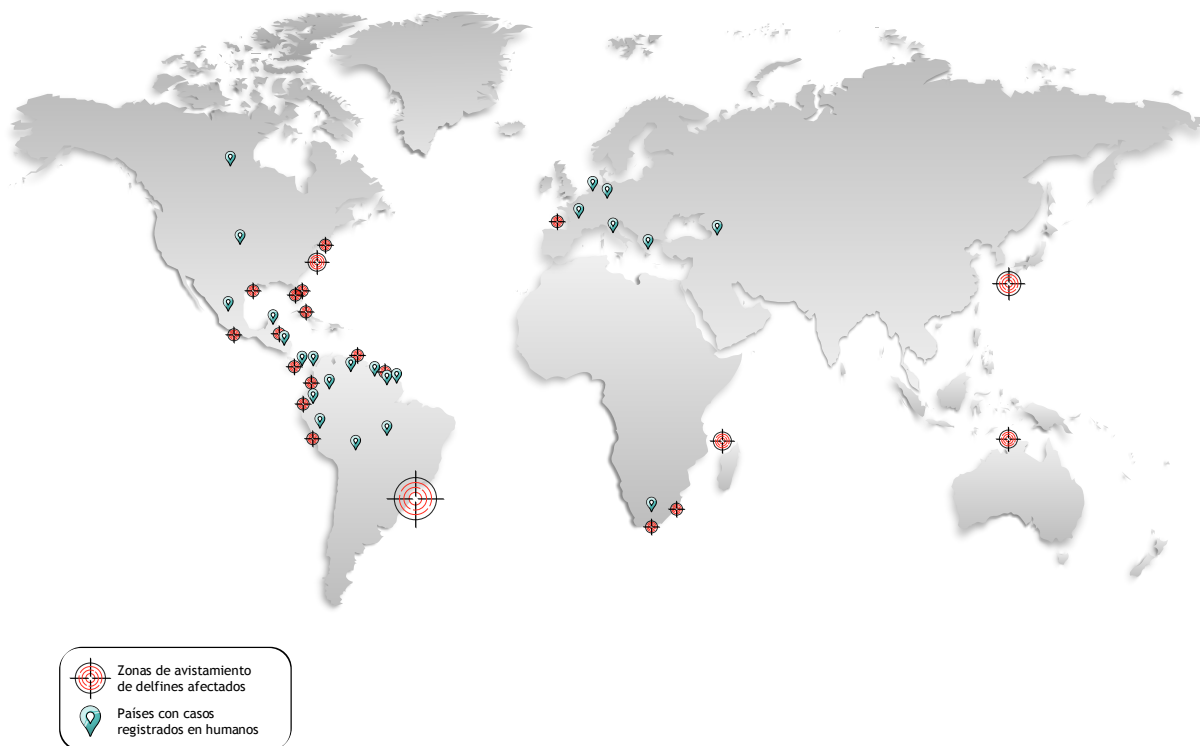 Zonas de avistamiento
de delfines afectados
Países con casos
registrados en humanos